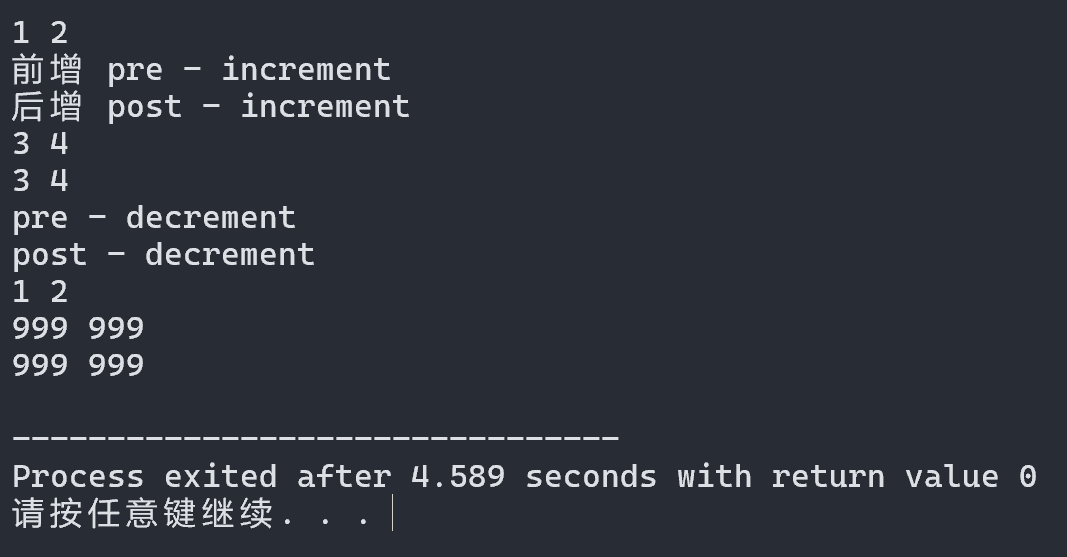 1 2
前增 pre - increment
后增 post - increment
3 4
3 4
pre - decrement
post - decrement
1 2
999 999
999 999
--------------------------------
Process exited after 4.589 seconds with return value 0
请按任意键继续. . .